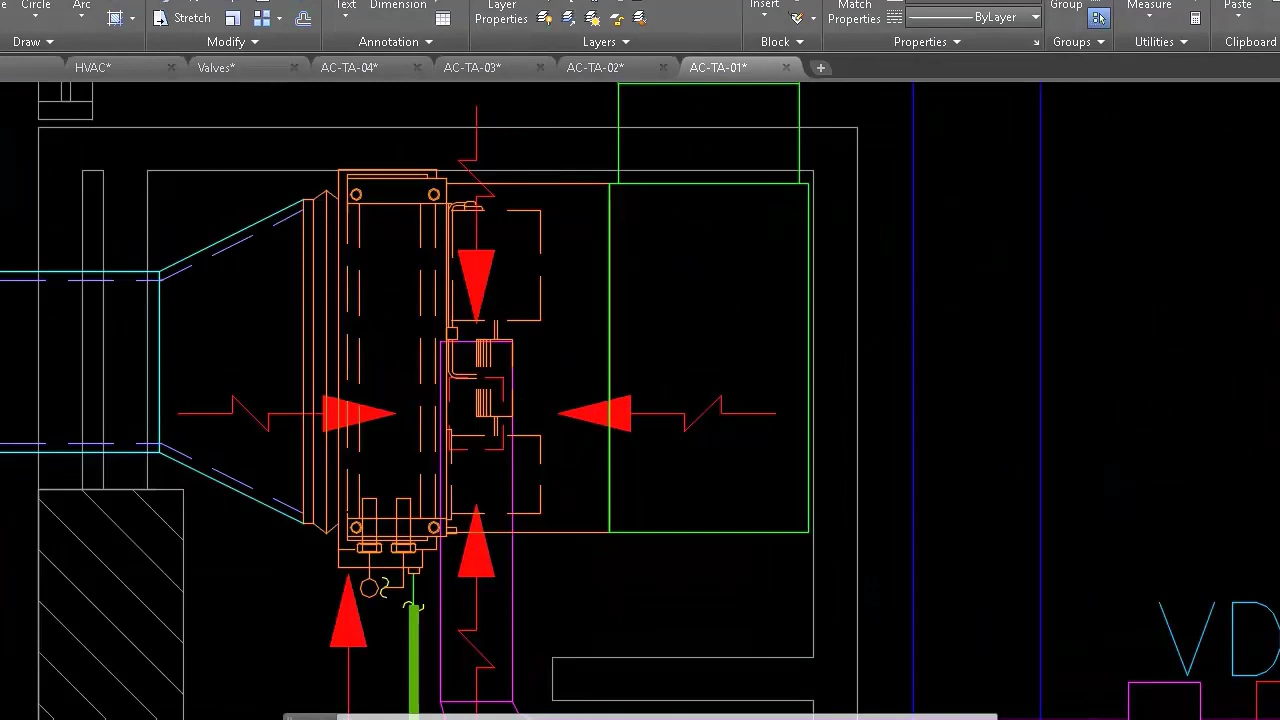 Circle Arc Text Dimension Layer Insert Match Group Measure Paste
Stretch Properties Properties ByLayer
Draw Modify Annotation Layers Block Properties Groups Utilities Clipboard
HVAC* Valves* AC-TA-04* AC-TA-03* AC-TA-02* AC-TA-01*
VD